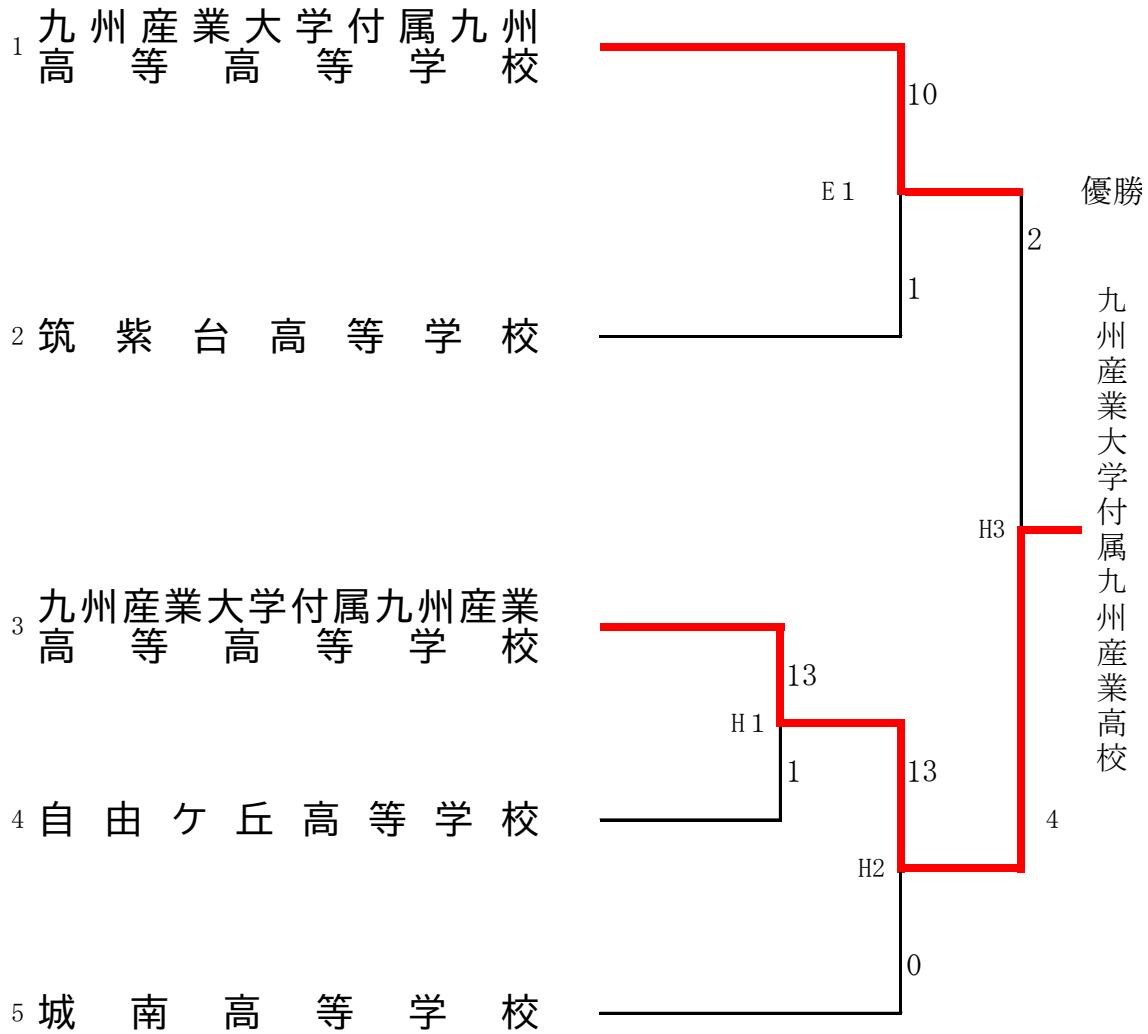 1
九州産業大学付属九州
高等高等学校
10
E１
優勝
2
1
2
筑紫台高等学校
九州産業大学付属九州産業高校
H3
3
九州産業大学付属九州産業
高等高等学校
13
H１
1
13
4
自由ケ丘高等学校
4
H2
0
5
城南高等学校